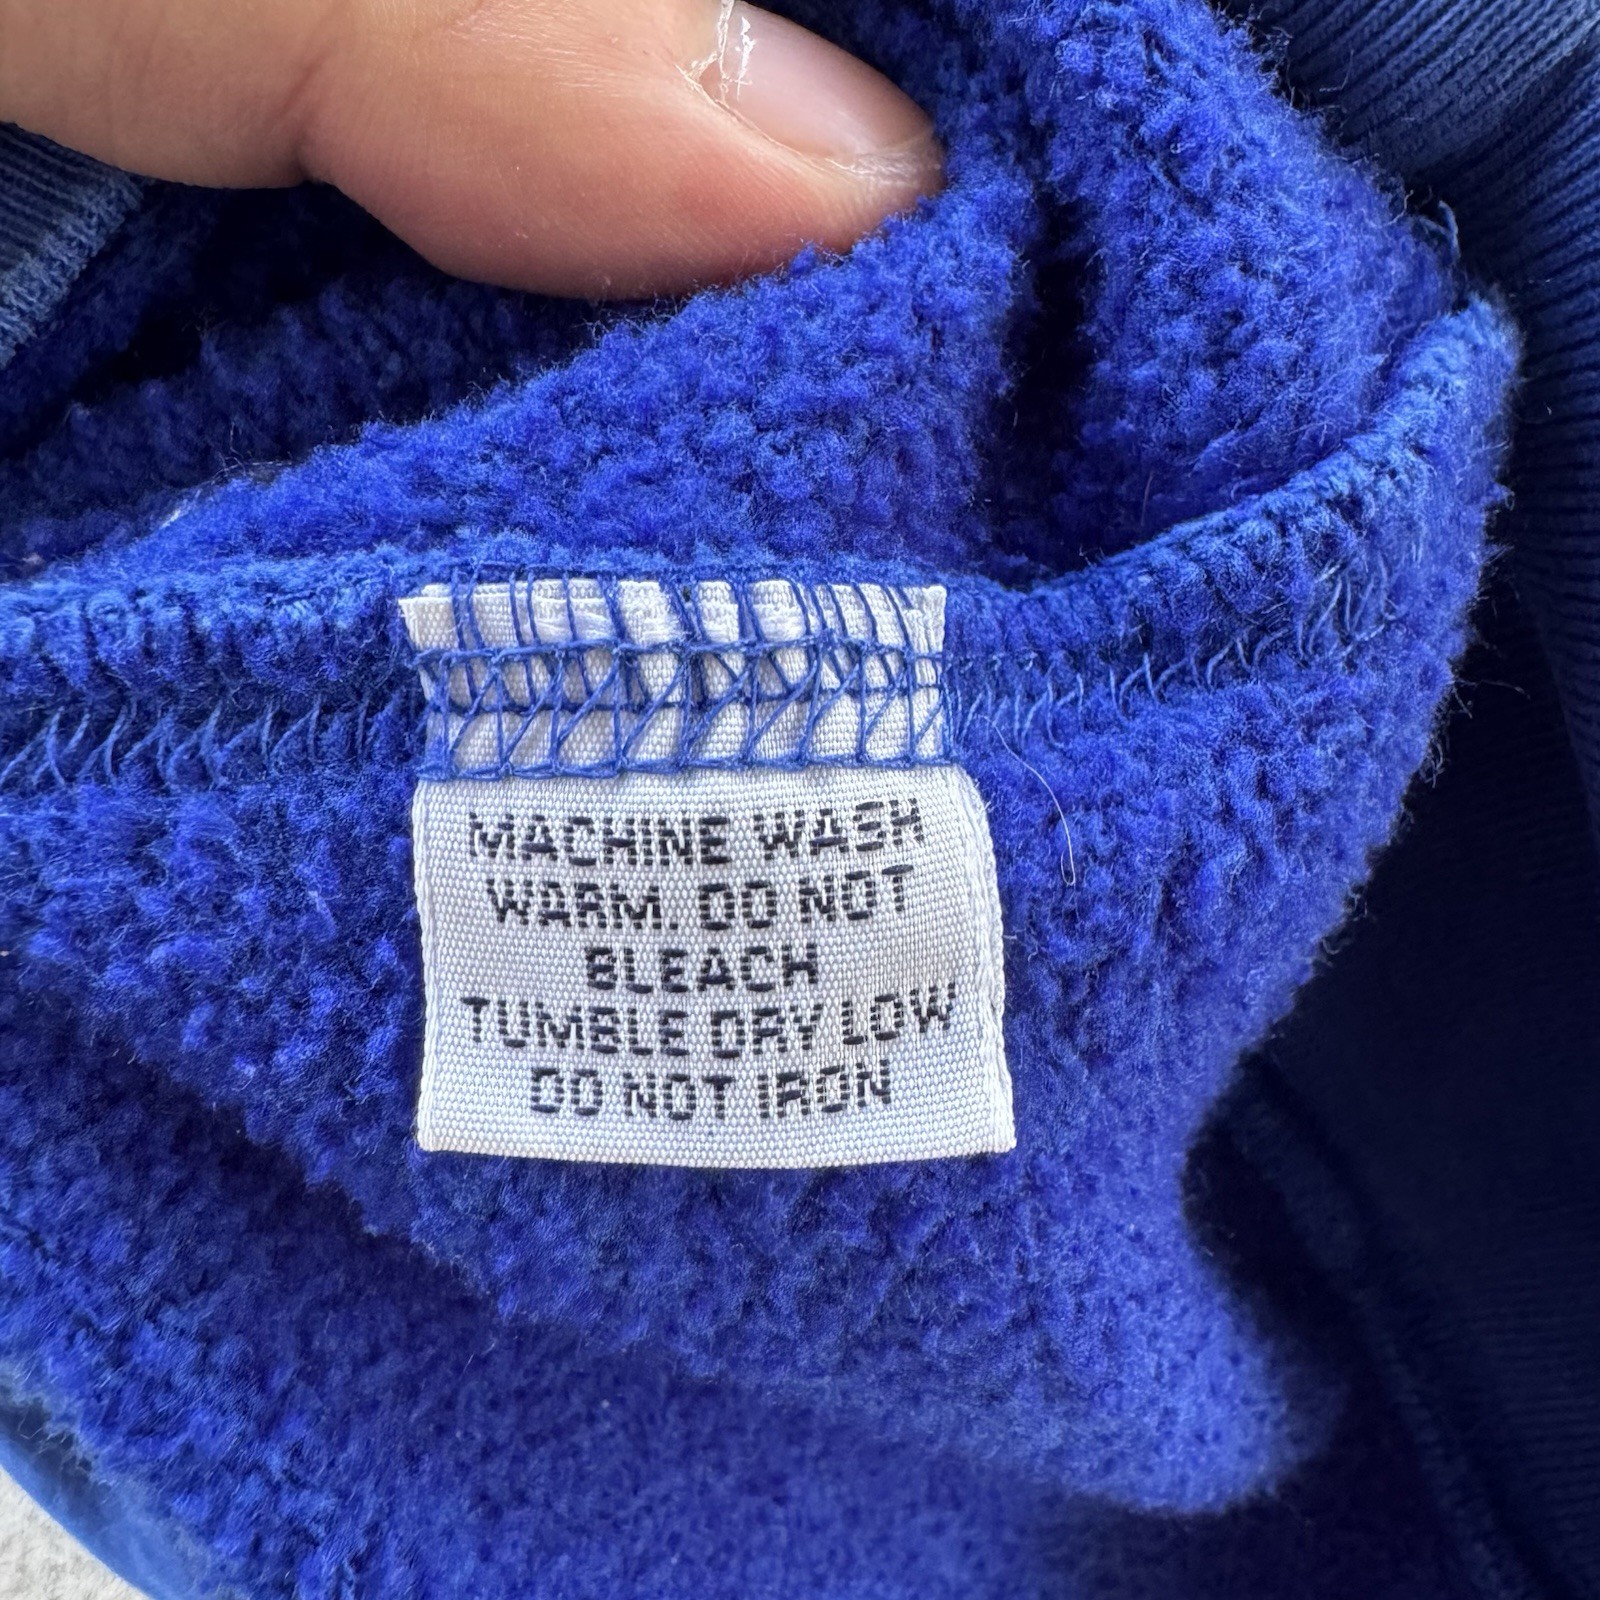 MACHINE WASH
WARM. DO NOT
BLEACH
TUMBLE DRY LOW
DO NOT IRON